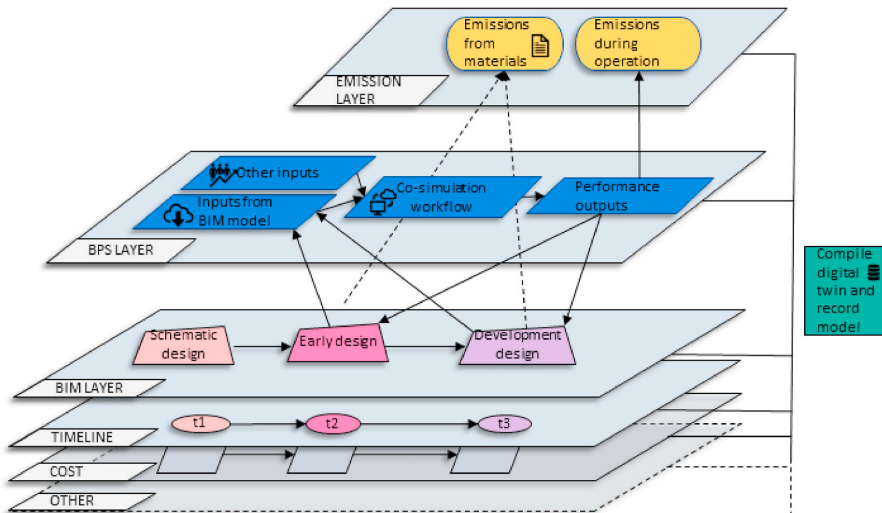 Emissions
from
materials
Emissions
during
operation
EMISSION
LAYER
Other inputs
Inputs from
BIM model
Co-simulation
workflow
Performance
outputs
BPS LAYER
Compile
digital
twin and
record
model
Schematic
design
Early design
Development
design
BIM LAYER
t1
t2
t3
TIMELINE
COST
OTHER